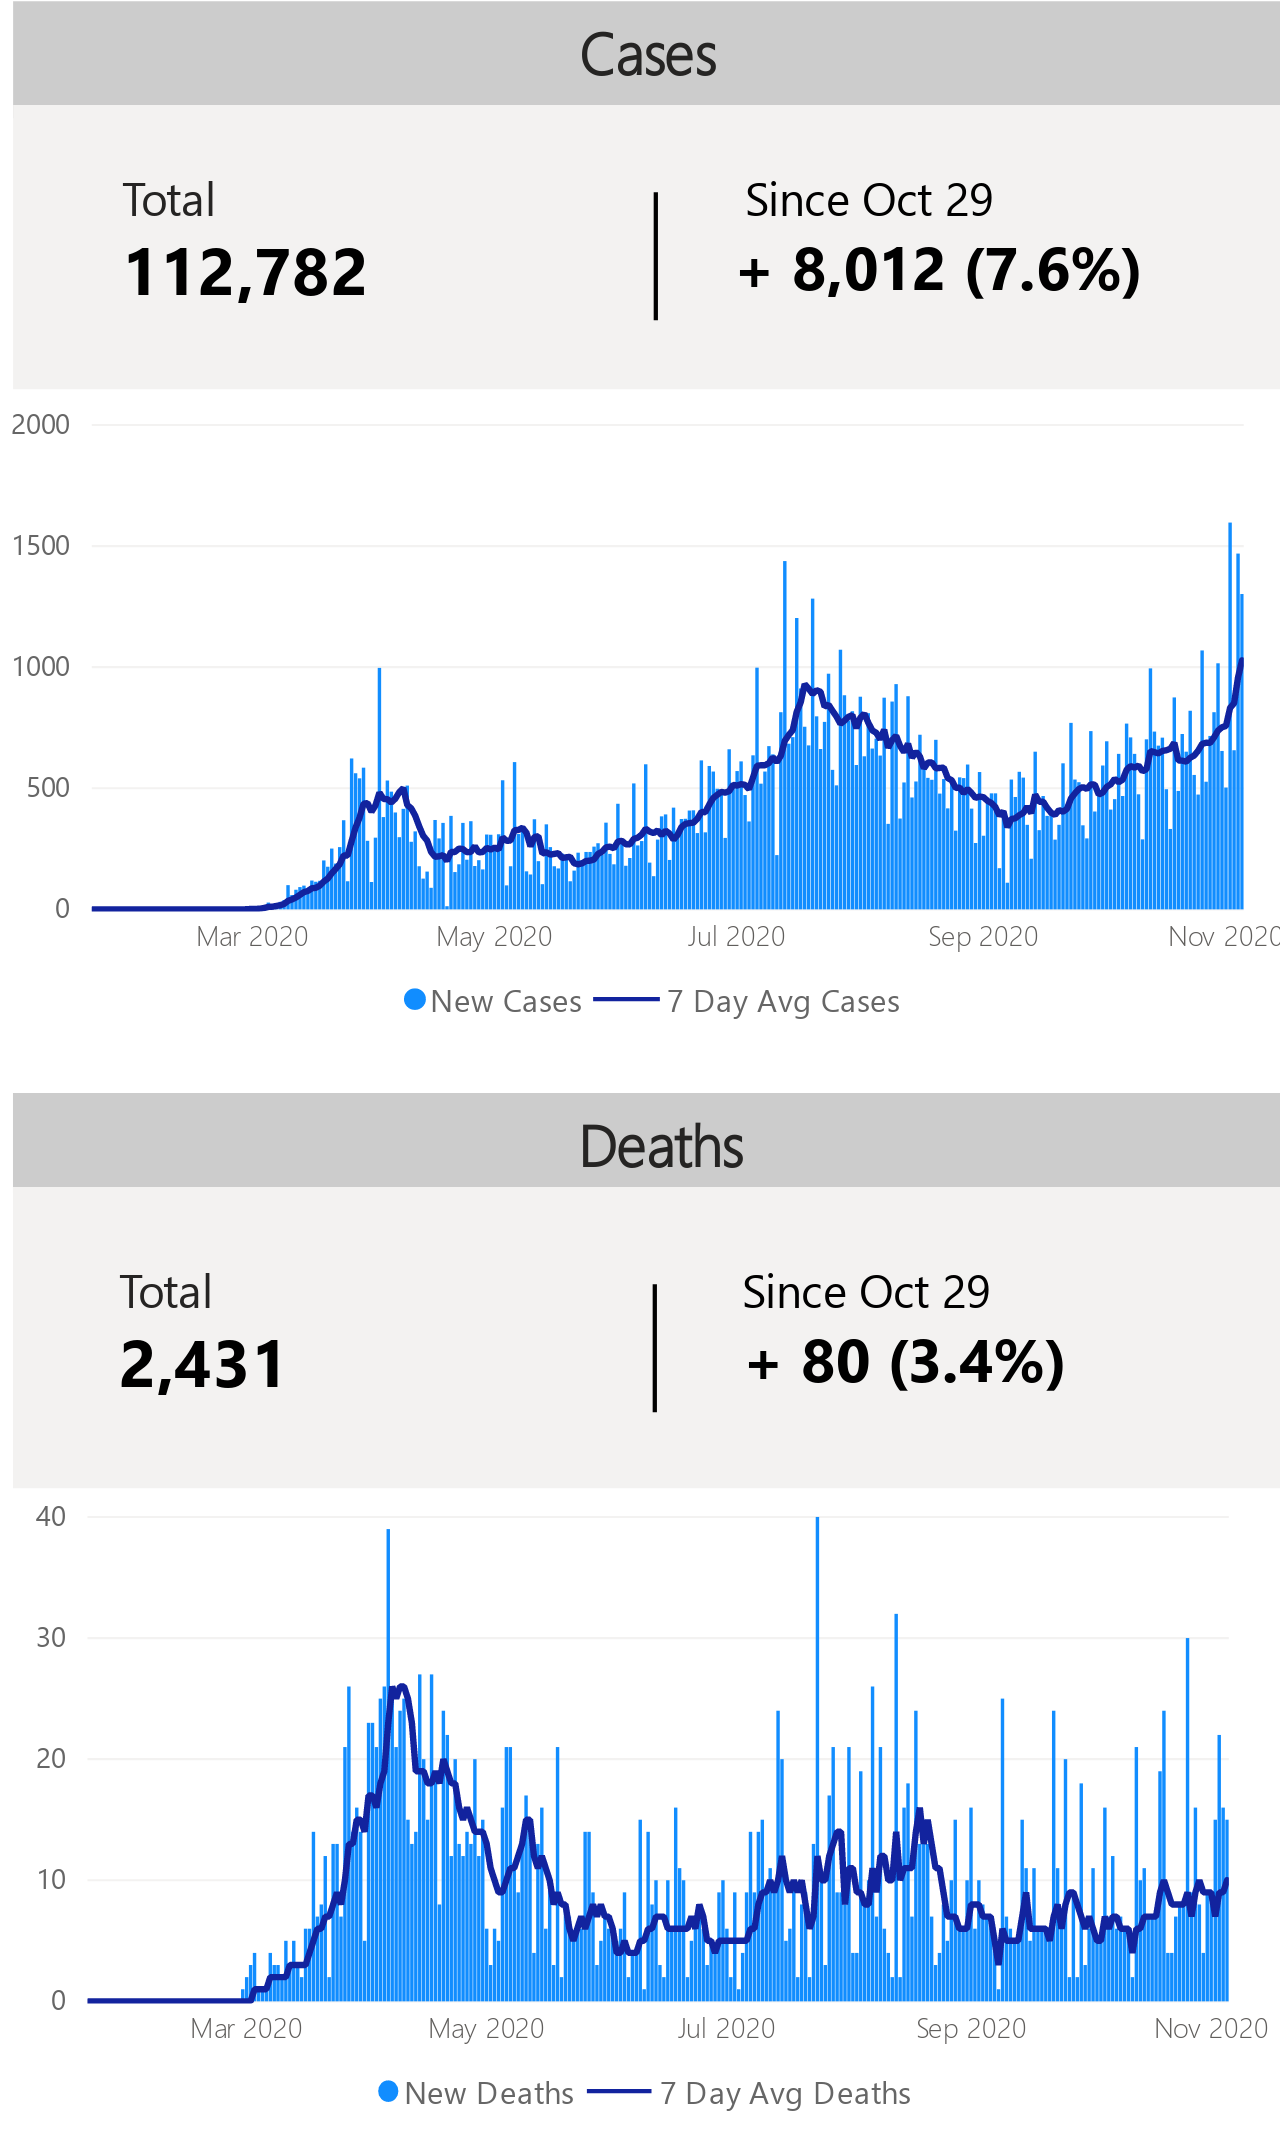 Cases
Total
Since Oct 29
112,782
+ 8,012 (7.6%)
2000
1500
1000
500
0
Mar 2020 May 2020 Jul 2020 Sep 2020 Nov 2020
New Cases 7 Day Avg Cases
Deaths
Total
Since Oct 29
2,431
+ 80 (3.4%)
40
30
20
10
0
Mar 2020 May 2020 Jul 2020 Sep 2020 Nov 2020
New Deaths 7 Day Avg Deaths